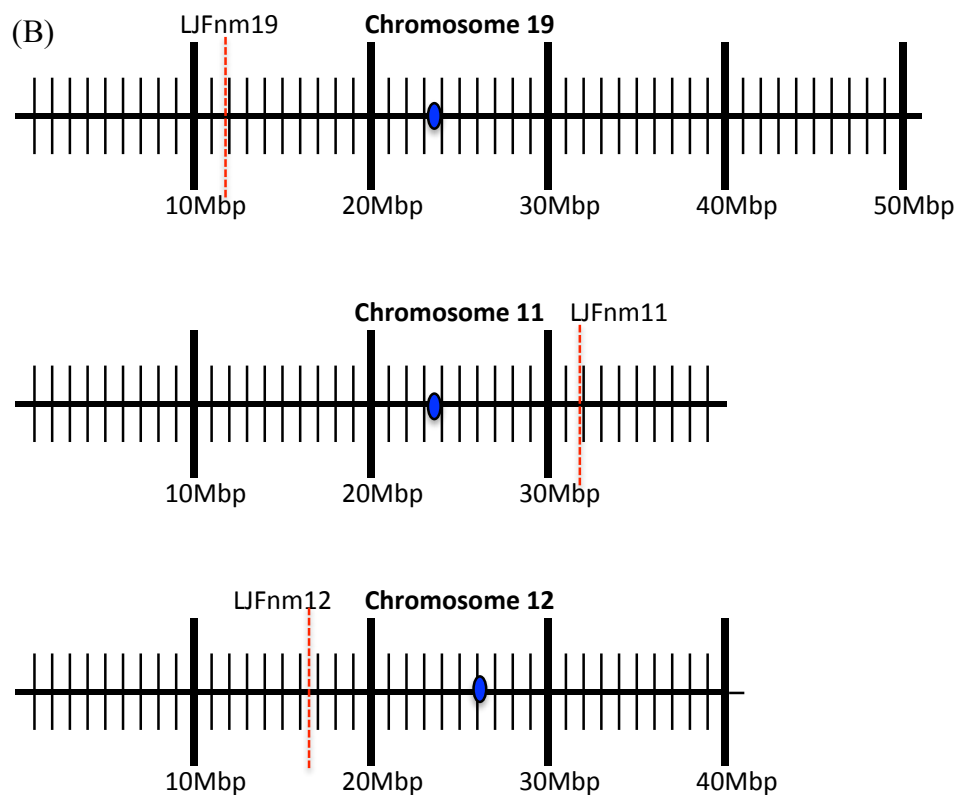 (B)
LJFnm19 Chromosome 19
10Mbp 20Mbp 30Mbp 40Mbp 50Mbp
Chromosome 11 LJFnm11
10Mbp 20Mbp 30Mbp
LJFnm12 Chromosome 12
10Mbp 20Mbp 30Mbp 40Mbp